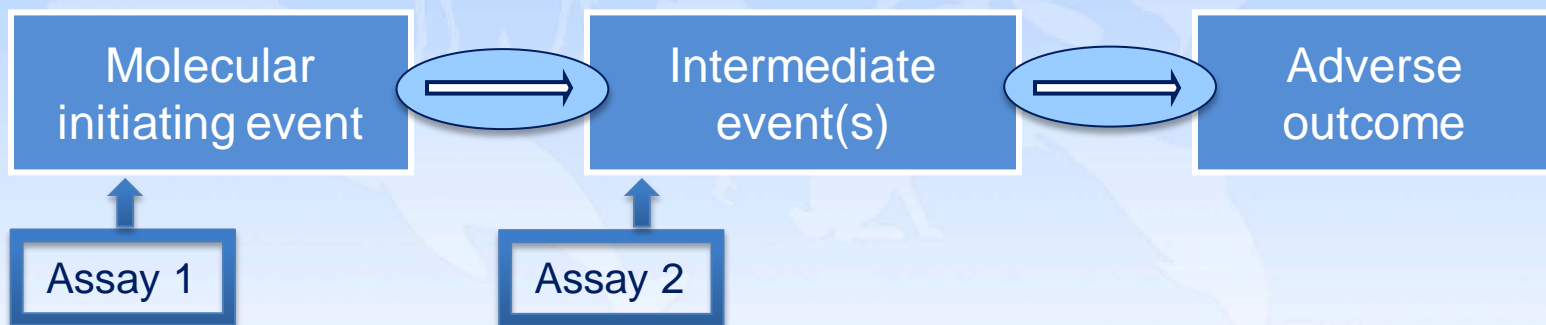 Molecular
initiating event
Intermediate
event(s)
Adverse
outcome
Assay 1
Assay 2